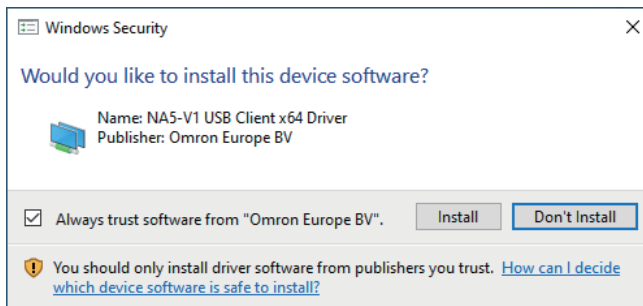 Windows Security
Would you like to install this device software?
Name: NA5-V1 USB Client x64 Driver
Publisher: Omron Europe BV
Always trust software from "Omron Europe BV".
Install
Don't Install
You should only install driver software from publishers you trust. How can I decide
which device software is safe to install?